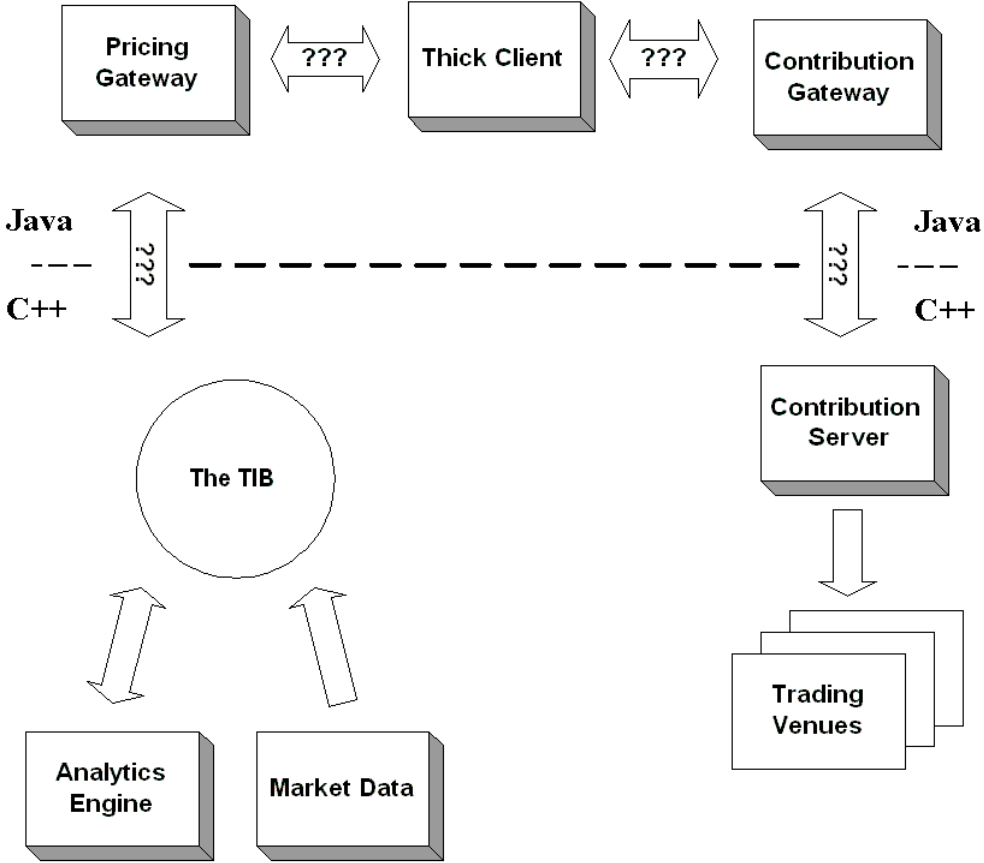 Pricing
Gateway
???
Thick Client
???
Contribution
Gateway
Java
???
C++
Java
???
C++
The TIB
Contribution
Server
Analytics
Engine
Market Data
Trading
Venues